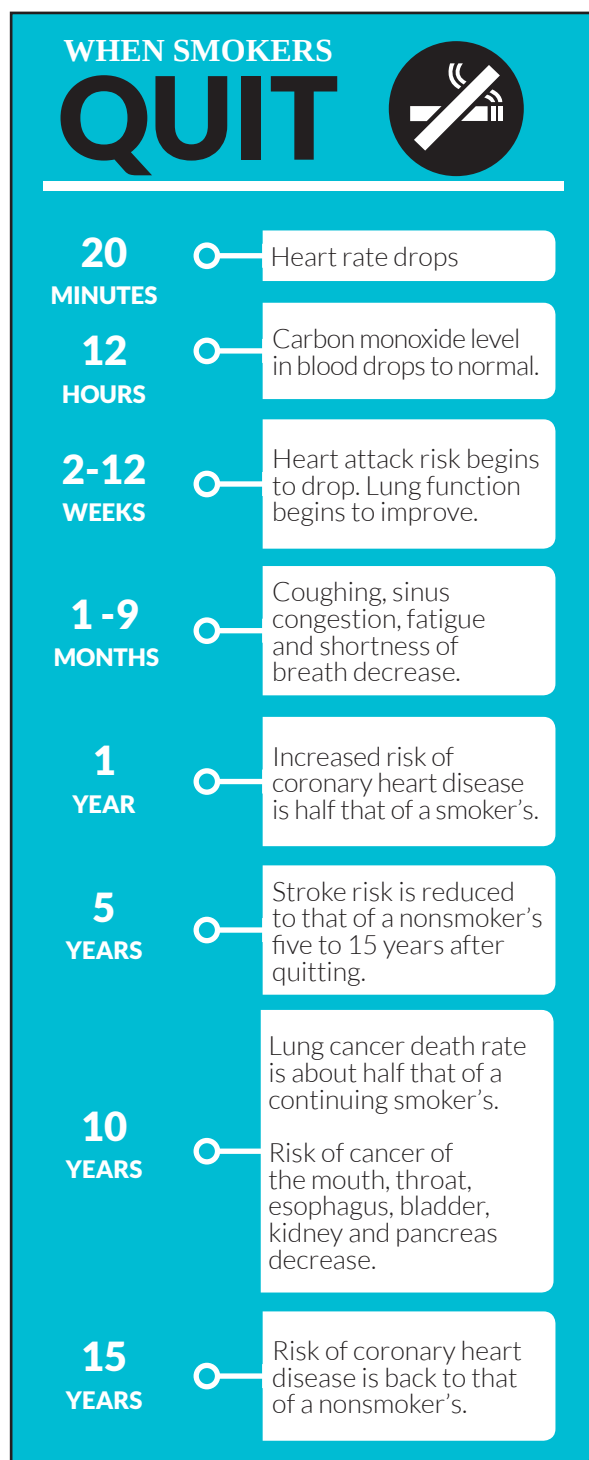 WHEN SMOKERS
QUIT
20
MINUTES
Heart rate drops
12
HOURS
Carbon monoxide level
in blood drops to normal.
2-12
WEEKS
Heart attack risk begins
to drop. Lung function
begins to improve.
1 -9
MONTHS
Coughing, sinus
congestion, fatigue
and shortness of
breath decrease.
1
YEAR
Increased risk of
coronary heart disease
is half that of a smoker’s.
5
YEARS
Stroke risk is reduced
to that of a nonsmoker’s
five to 15 years after
quitting.
10
YEARS
Lung cancer death rate
is about half that of a
continuing smoker’s.
Risk of cancer of
the mouth, throat,
esophagus, bladder,
kidney and pancreas
decrease.
15
YEARS
Risk of coronary heart
disease is back to that
of a nonsmoker’s.